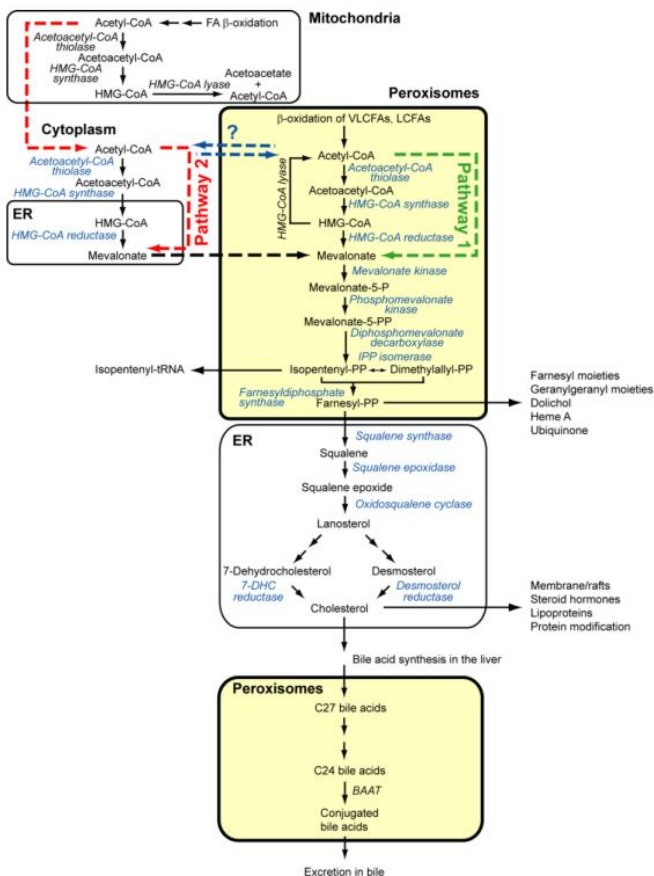 Mitochondria
Acetyl-CoA
FA β-oxidation
Acetoacetyl-CoA
thiolase
Acetoacetyl-CoA
HMG-CoA
synthase
HMG-CoA
HMG-CoA lyase
Acetoacetate
+
Acetyl-CoA
Cytoplasm
Acetyl-CoA
Acetoacetyl-CoA
thiolase
Acetoacetyl-CoA
HMG-CoA synthase
ER
HMG-CoA
HMG-CoA reductase
Mevalonate
Pathway 2
?
Peroxisomes
β-oxidation of VLCFAs, LCFAs
Acetyl-CoA
Acetoacetyl-CoA
thiolase
Acetoacetyl-CoA
HMG-CoA synthase
HMG-CoA lyase
HMG-CoA
HMG-CoA reductase
Mevalonate
Pathway 1
Mevalonate kinase
Mevalonate-5-P
Phosphomevalonate
kinase
Mevalonate-5-PP
Diphosphomevalonate
decarboxylase
IPP isomerase
Isopentenyl-tRNA
Isopentenyl-PP
Dimethylallyl-PP
Farnesyldiphosphate
synthase
Farnesyl-PP
Farnesyl moieties
Geranylgeranyl moieties
Dolichol
Heme A
Ubiquinone
ER
Squalene synthase
Squalene
Squalene epoxidase
Squalene epoxide
Oxidosqualene cyclase
Lanosterol
7-Dehydrocholesterol
Desmosterol
7-DHC
reductase
Desmosterol
reductase
Cholesterol
Membrane/rafts
Steroid hormones
Lipoproteins
Protein modification
Bile acid synthesis in the liver
Peroxisomes
C27 bile acids
C24 bile acids
BAAT
Conjugated
bile acids
Excretion in bile